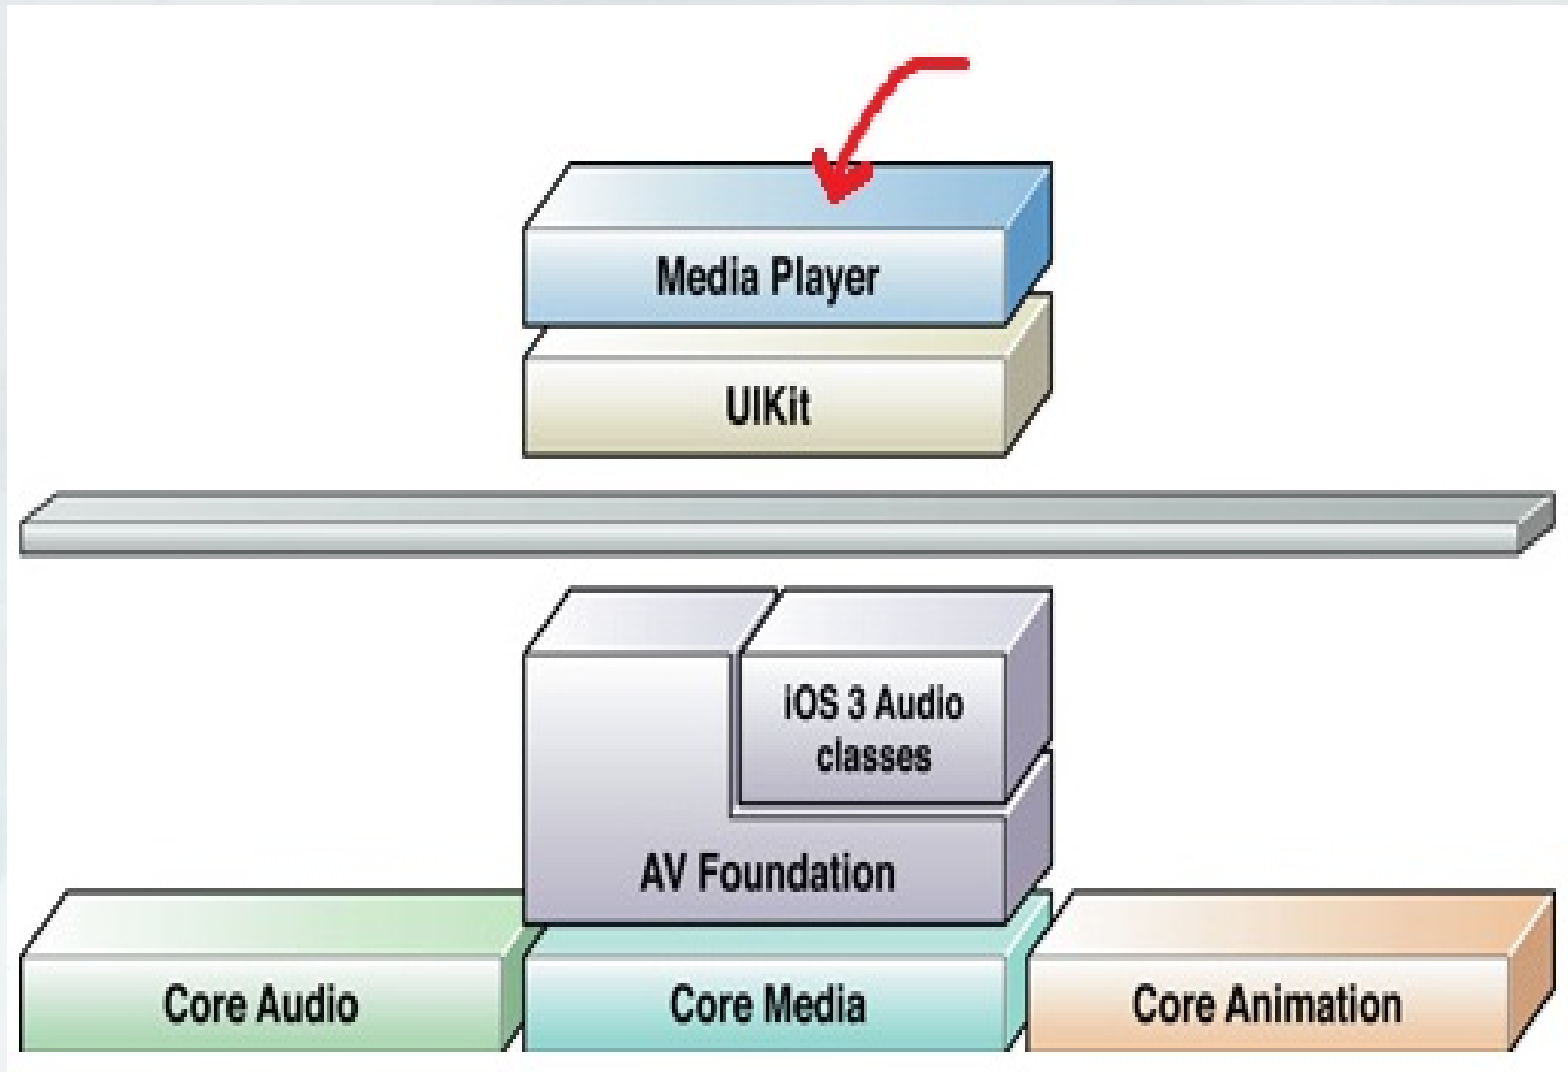 Media Player
UIKit
iOS 3 Audio
classes
AV Foundation
Core Audio
Core Media
Core Animation